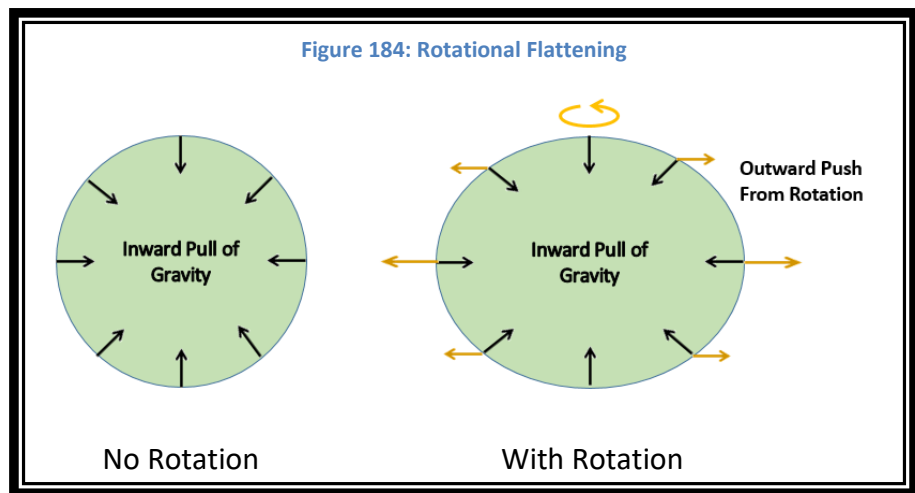 Figure 184: Rotational Flattening
Inward Pull of
Gravity
Inward Pull of
Gravity
Outward Push
From Rotation
No Rotation
With Rotation